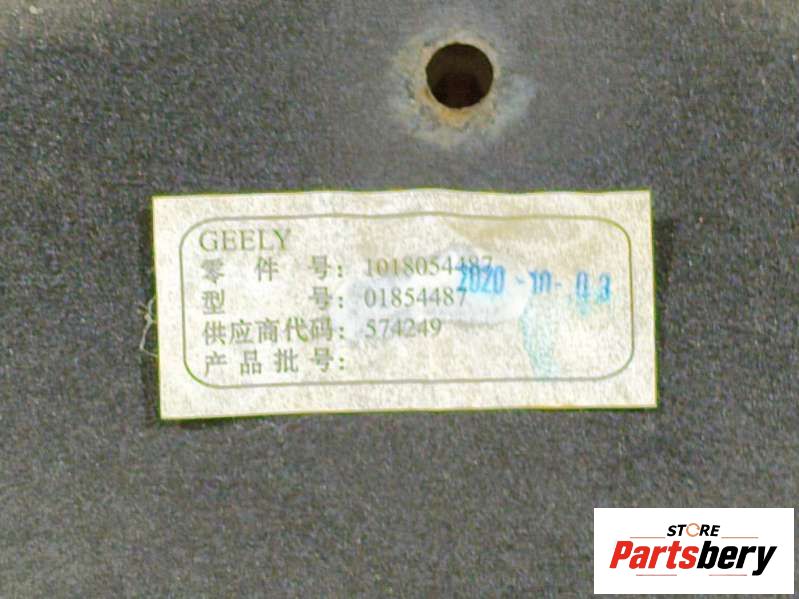 GEELY
零件号：1018054487
2020-10-03
型号：01854487
供应商代码：574249
产品批号：
STORE
Partsbery